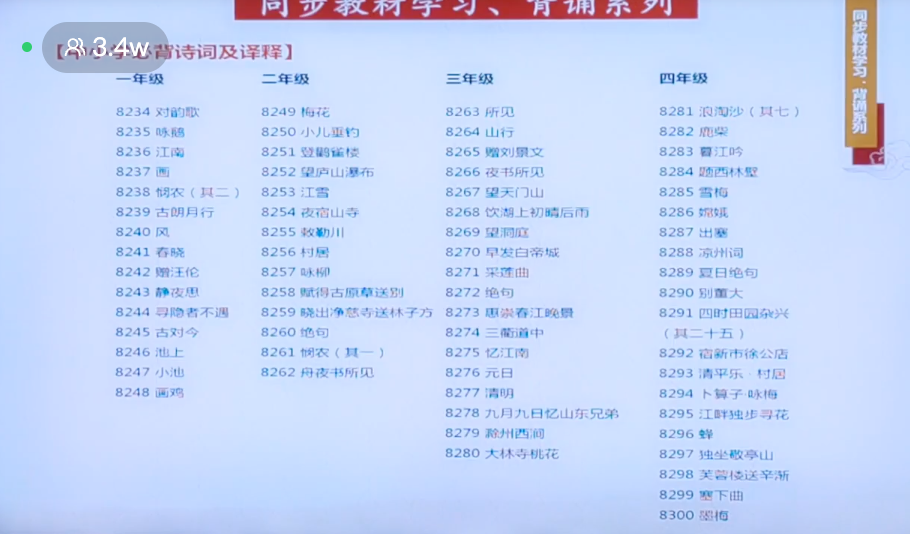 同步教材学习、背诵系列
3.4w
【中小学必背诗词及译释】
一年级
8234 对韵歌
8235 咏鹅
8236 江南
8237 画
8238 悯农（其二）
8239 古朗月行
8240 风
8241 春晓
8242 赠汪伦
8243 静夜思
8244 寻隐者不遇
8245 古对今
8246 池上
8247 小池
8248 画鸡
二年级
8249 梅花
8250 小儿垂钓
8251 登鹳雀楼
8252 望庐山瀑布
8253 江雪
8254 夜宿山寺
8255 敕勒川
8256 村居
8257 咏柳
8258 赋得古原草送别
8259 晓出净慈寺送林子方
8260 绝句
8261 悯农（其一）
8262 舟夜书所见
三年级
8263 所见
8264 山行
8265 赠刘景文
8266 夜书所见
8267 望天门山
8268 饮湖上初晴后雨
8269 望洞庭
8270 早发白帝城
8271 采莲曲
8272 绝句
8273 惠崇春江晚景
8274 三衢道中
8275 忆江南
8276 元日
8277 清明
8278 九月九日忆山东兄弟
8279 滁州西涧
8280 大林寺桃花
四年级
8281 浪淘沙（其七）
8282 鹿柴
8283 暮江吟
8284 题西林壁
8285 雪梅
8286 嫦娥
8287 出塞
8288 凉州词
8289 夏日绝句
8290 别董大
8291 四时田园杂兴
（其二十五）
8292 宿新市徐公店
8293 清平乐·村居
8294 卜算子·咏梅
8295 江畔独步寻花
8296 蜂
8297 独坐敬亭山
8298 芙蓉楼送辛渐
8299 塞下曲
8300 墨梅
同步教材学习、背诵系列